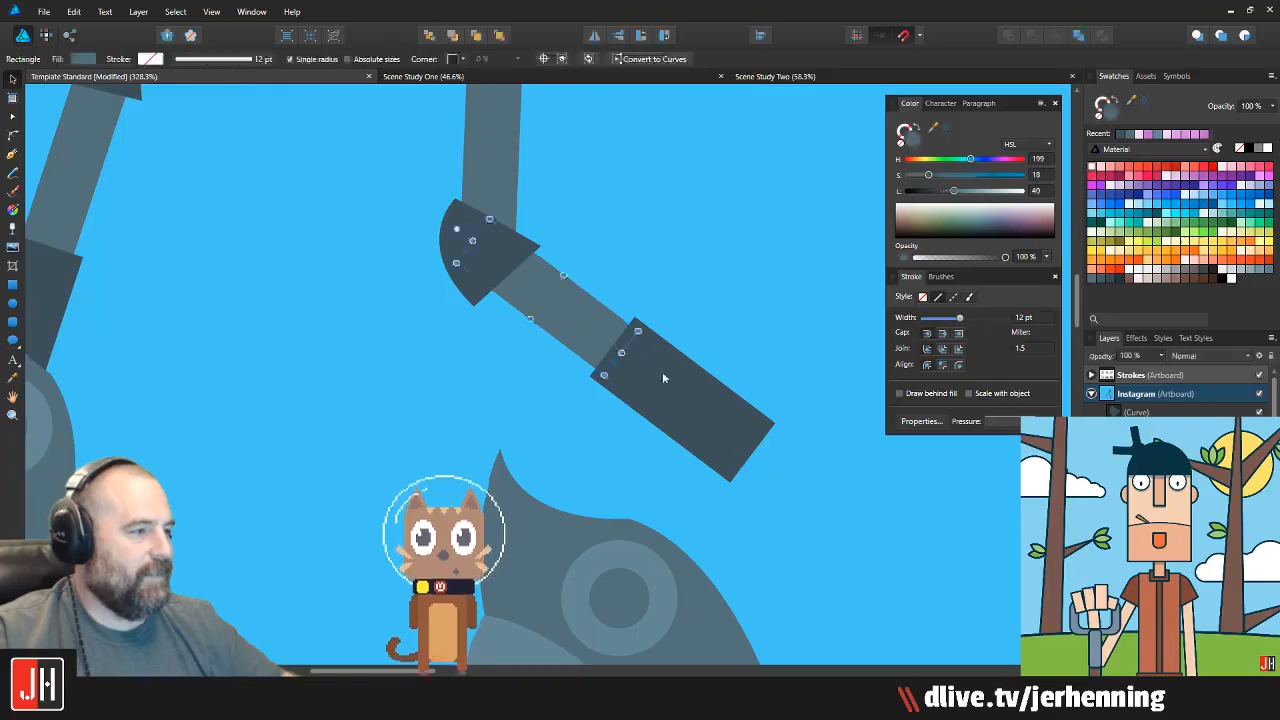 File Edit Text Layer Select View Window Help
Rectangle Fill: Stroke: 12 pt Single radius Absolute sizes Corner: 0 % Convert to Curves
Template Standard [Modified] (328.3%) Scene Study One (46.6%) Scene Study Two (58.3%)
Swatches Assets Symbols
Opacity: 100 %
Recent:
Material
Color Character Paragraph
HSL
H: 199
S: 18
L: 49
Opacity
100 %
Stroke Brushes
Style:
Width: 12 pt
Cap: Miter:
Join: 1.5
Align:
Draw behind fill Scale with object
Properties... Pressure:
Layers Effects Styles Text Styles
Opacity: 100 % Normal
Strokes (Artboard)
Instagram (Artboard)
(Curve)
JH
JH
dlive.tv/jerhenning